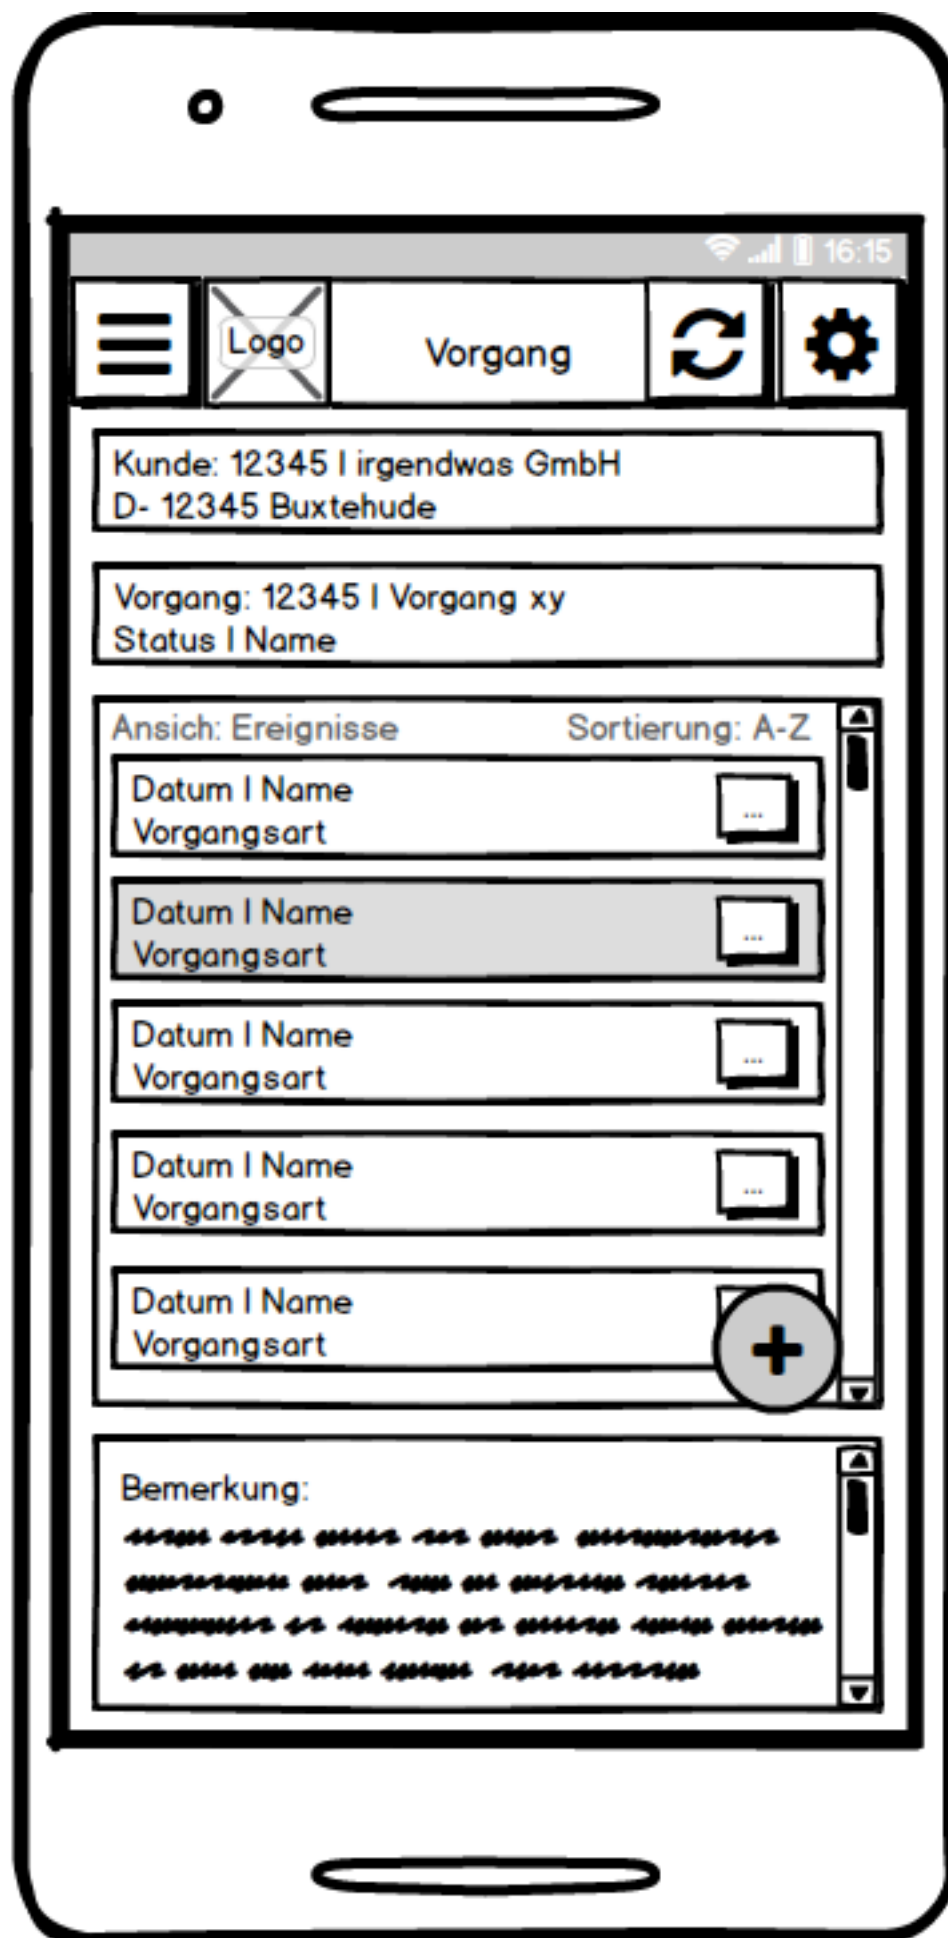 16:15
Logo
Vorgang
Kunde: 12345 | irgendwas GmbH
D- 12345 Buxtehude
Vorgang: 12345 | Vorgang xy
Status | Name
Ansich: Ereignisse Sortierung: A-Z
Datum | Name
Vorgangsart
...
Datum | Name
Vorgangsart
...
Datum | Name
Vorgangsart
...
Datum | Name
Vorgangsart
...
Datum | Name
Vorgangsart
+
Bemerkung: